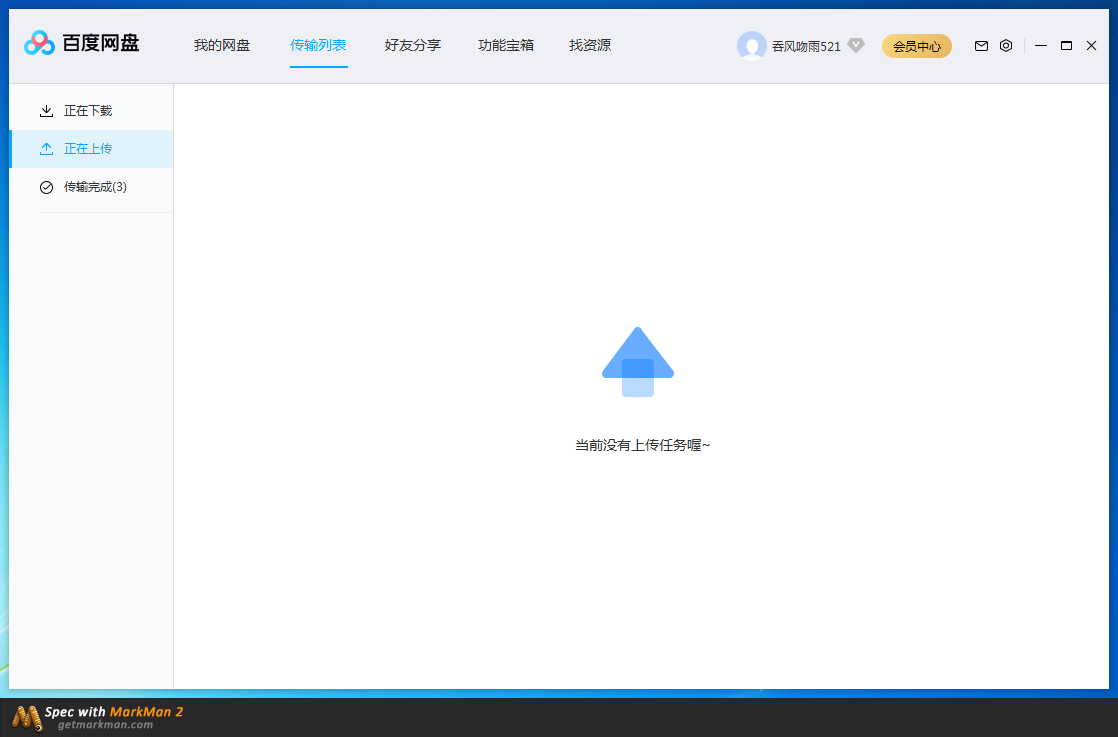 百度网盘 我的网盘 传输列表 好友分享 功能宝箱 找资源 吞风吻雨521 会员中心
正在下载
正在上传
传输完成(3)
当前没有上传任务喔~
Spec with MarkMan 2
getmarkman.com